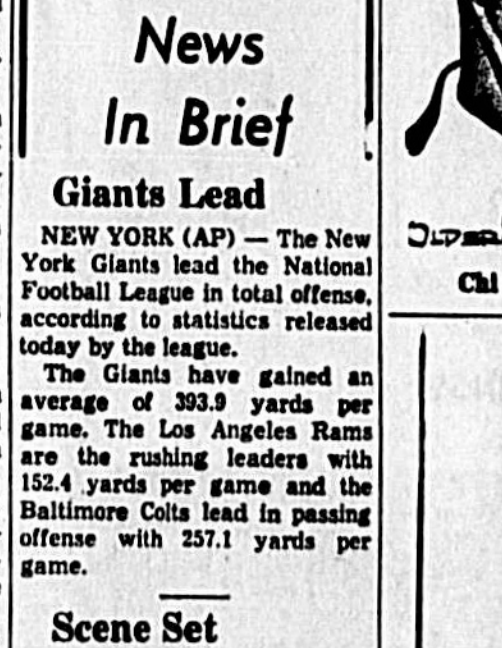 News
In Brief
Giants Lead
NEW YORK (AP) — The New
York Giants lead the National
Football League in total offense,
according to statistics released
today by the league.
The Giants have gained an
average of 393.9 yards per
game. The Los Angeles Rams
are the rushing leaders with
152.4 yards per game and the
Baltimore Colts lead in passing
offense with 257.1 yards per
game.
Scene Set
Chi